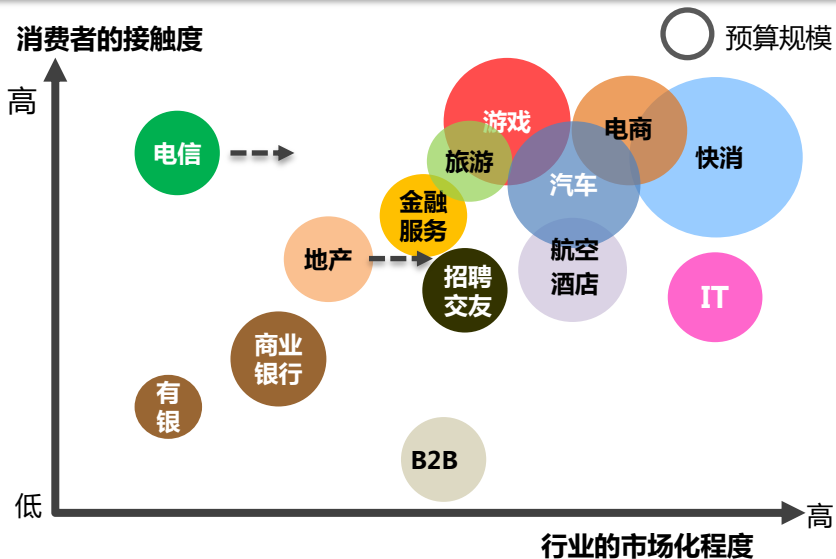 消费者的接触度
预算规模
高
游戏
电商
电信
旅游
快消
汽车
金融
服务
地产
航空
酒店
招聘
交友
IT
商业
银行
有
银
B2B
低
高
行业的市场化程度